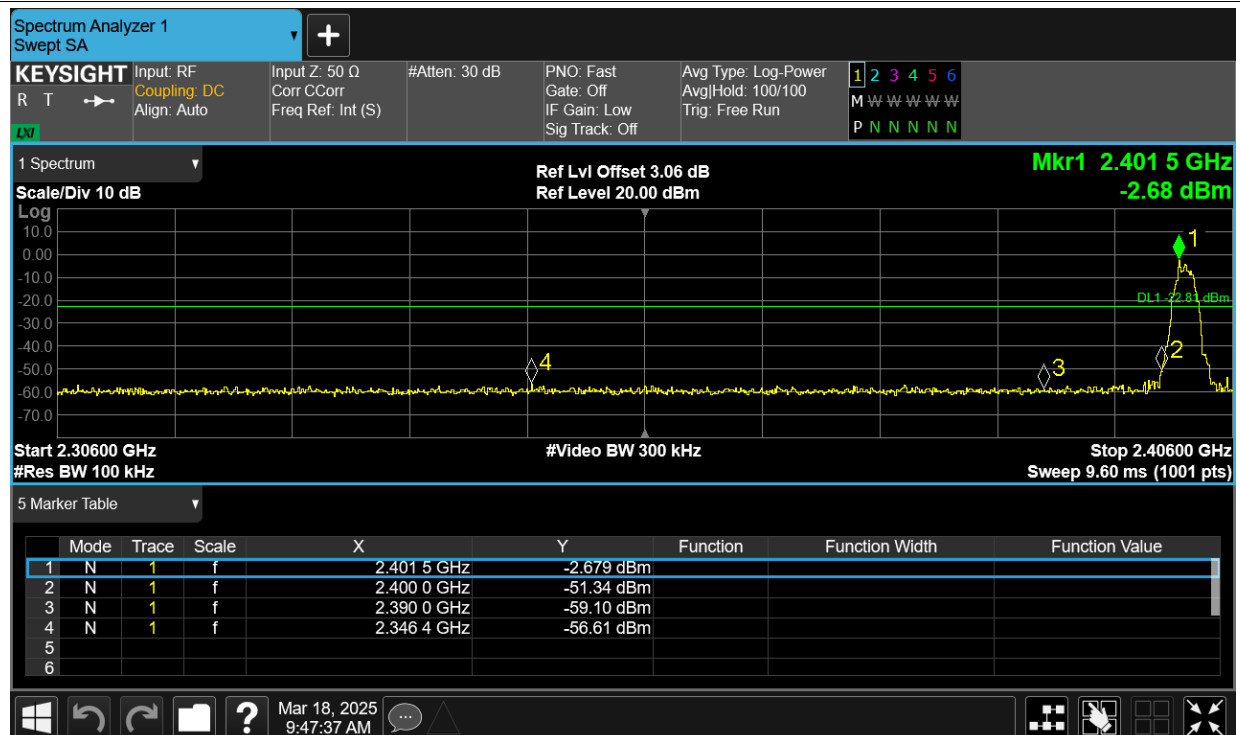 Spectrum Analyzer 1
Swept SA
+
KEYSIGHT Input: RF Input Z: 50 Ω #Atten: 30 dB PNO: Fast Avg Type: Log-Power 1 2 3 4 5 6
R T Coupling: DC Corr CCorr Gate: Off Avg|Hold: 100/100 M W W W W W
Align: Auto Freq Ref: Int (S) IF Gain: Low Trig: Free Run
LXI Sig Track: Off P N N N N N
1 Spectrum Ref Lvl Offset 3.06 dB Mkr1 2.401 5 GHz
Scale/Div 10 dB Ref Level 20.00 dBm -2.68 dBm
Log
10.0 1
0.00
-10.0
-20.0 DL1 -22.81 dBm
-30.0
-40.0 2
-50.0 4 3
-60.0
-70.0
Start 2.30600 GHz #Video BW 300 kHz Stop 2.40600 GHz
#Res BW 100 kHz Sweep 9.60 ms (1001 pts)
5 Marker Table
Mode Trace Scale X Y Function Function Width Function Value
1 N 1 f 2.401 5 GHz -2.679 dBm
2 N 1 f 2.400 0 GHz -51.34 dBm
3 N 1 f 2.390 0 GHz -59.10 dBm
4 N 1 f 2.346 4 GHz -56.61 dBm
5
6
? Mar 18, 2025
9:47:37 AM